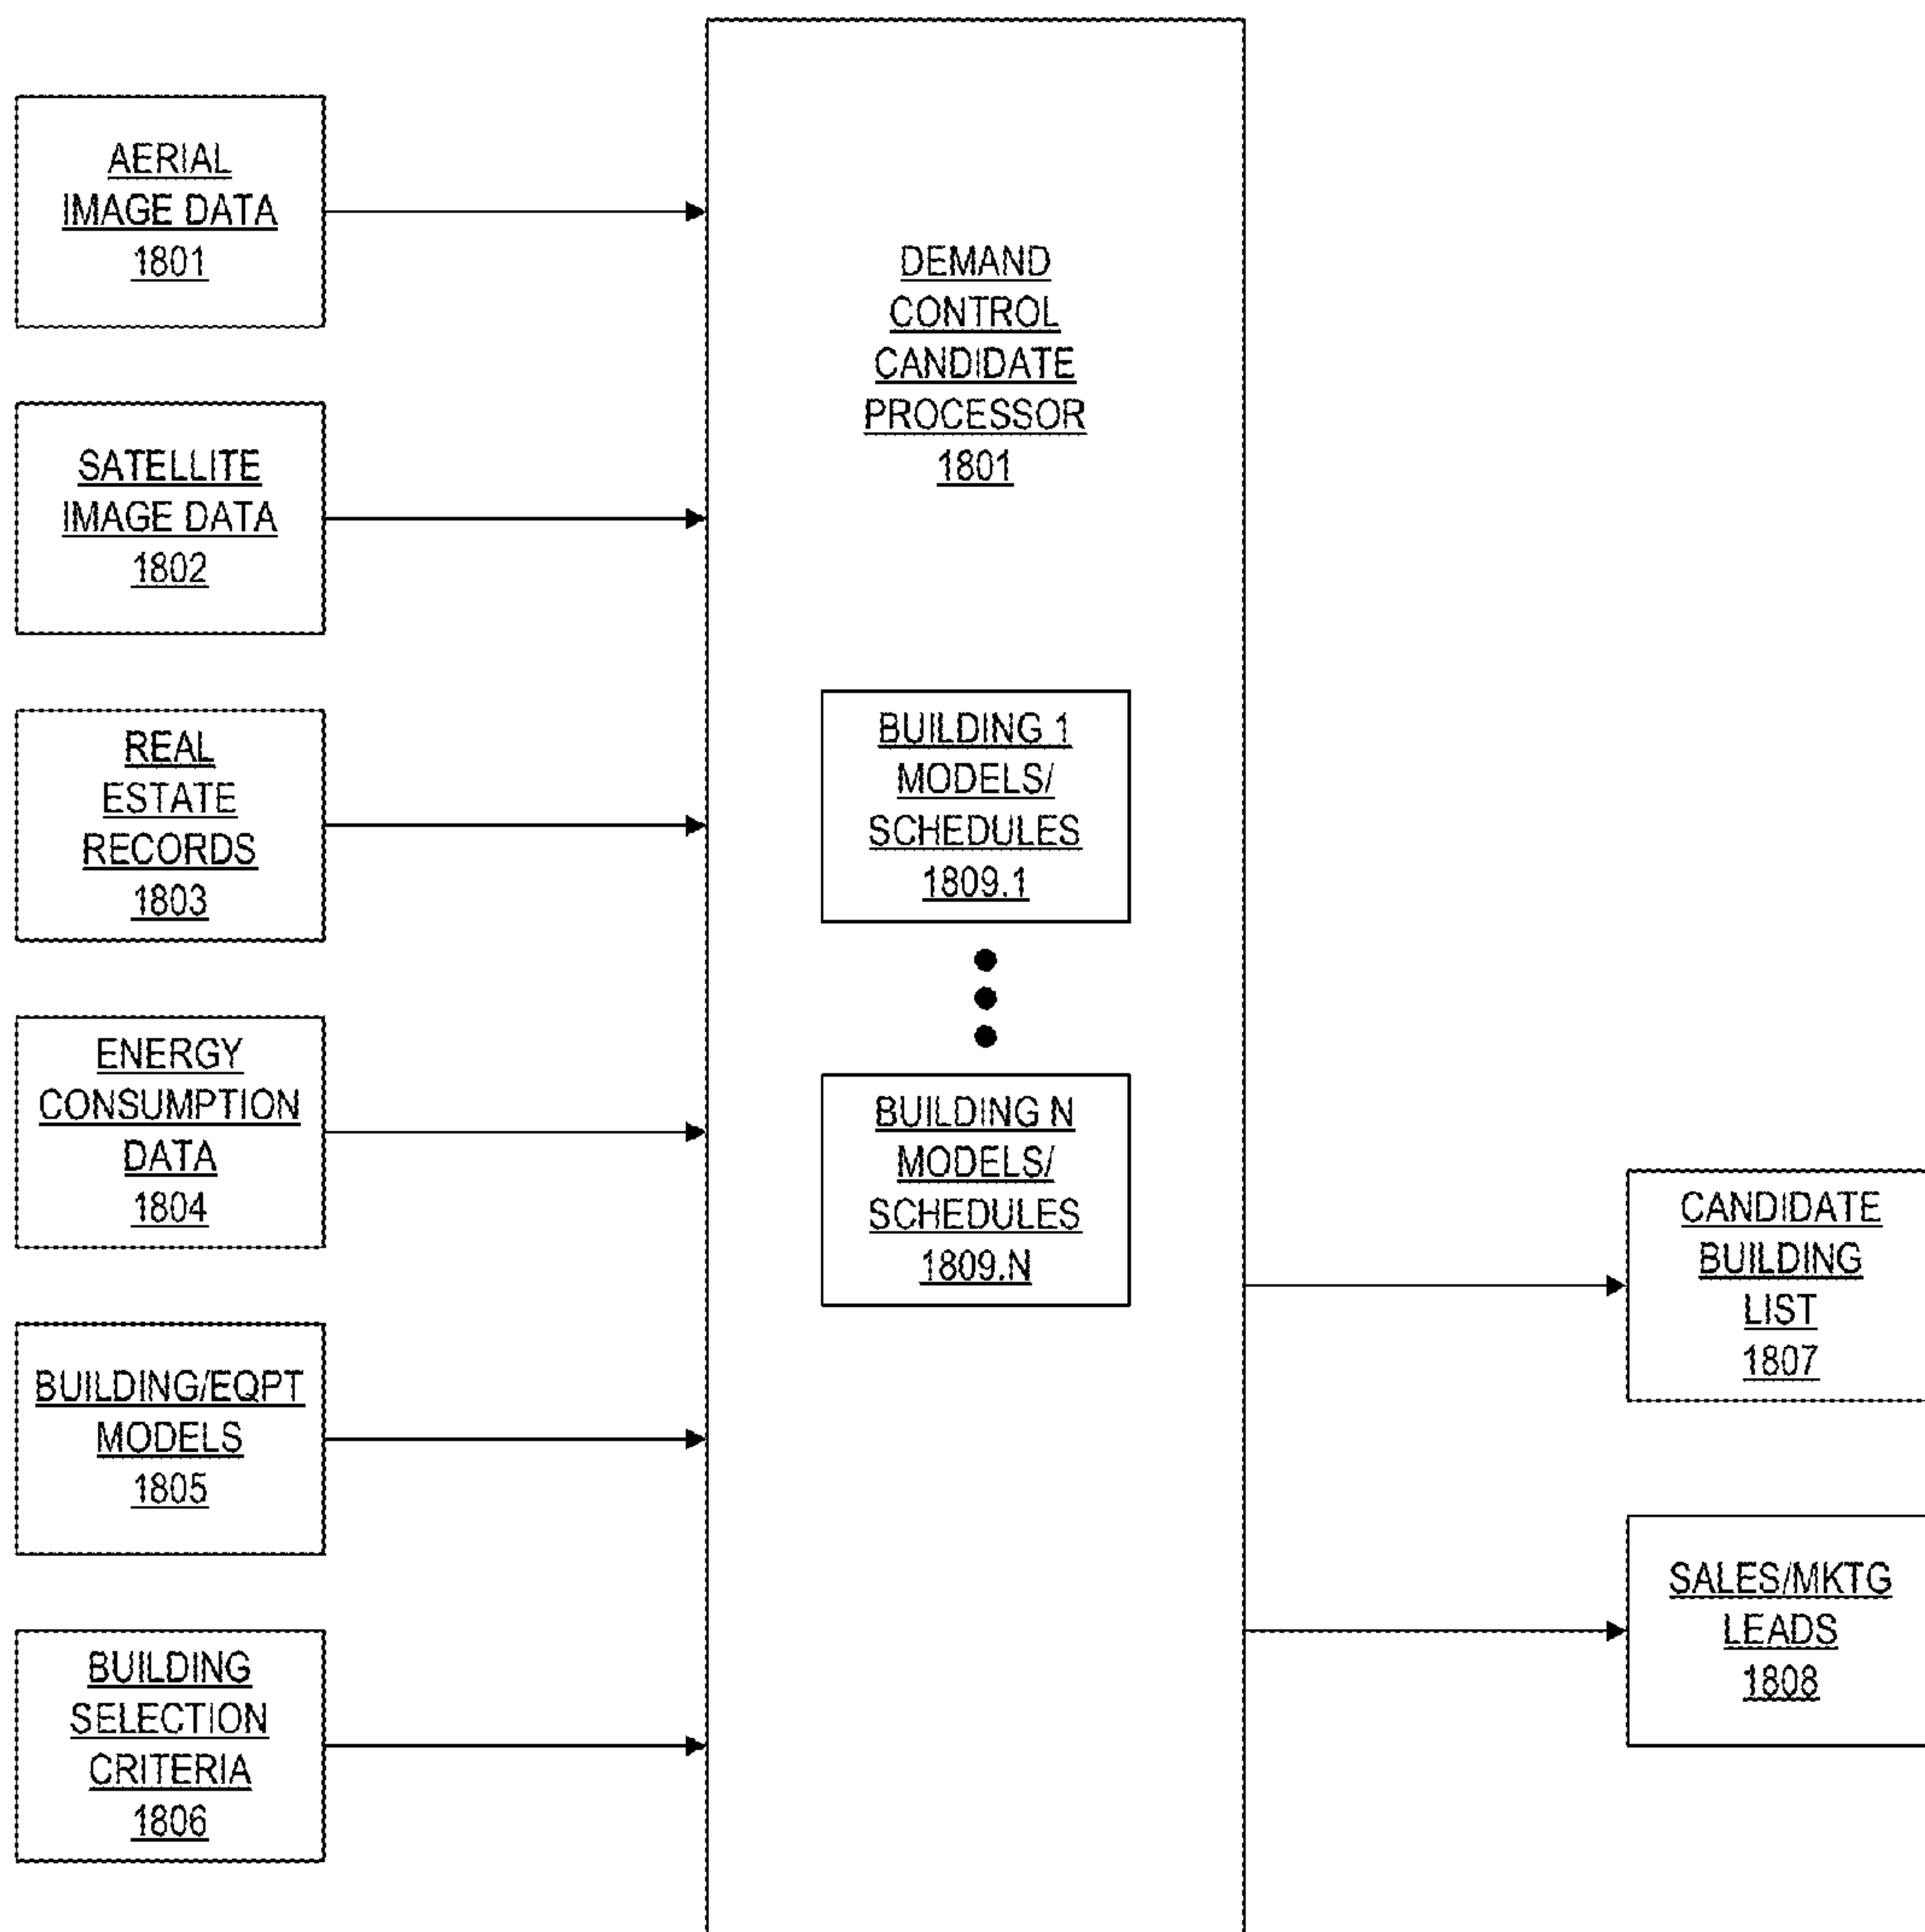 AERIAL
IMAGE DATA
1801
SATELLITE
IMAGE DATA
1802
REAL
ESTATE
RECORDS
1803
ENERGY
CONSUMPTION
DATA
1804
BUILDING/EQPT
MODELS
1805
BUILDING
SELECTION
CRITERIA
1806
DEMAND
CONTROL
CANDIDATE
PROCESSOR
1801
BUILDING 1
MODELS/
SCHEDULES
1809.1
BUILDING N
MODELS/
SCHEDULES
1809.N
CANDIDATE
BUILDING
LIST
1807
SALES/MKTG
LEADS
1808